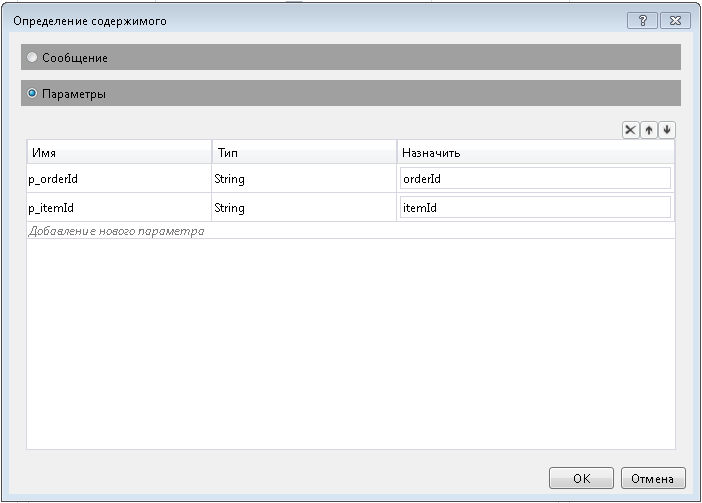 Определение содержимого
Сообщение
Параметры
Имя Тип Назначить
p_orderId String orderId
p_itemId String itemId
Добавление нового параметра
OK Отмена